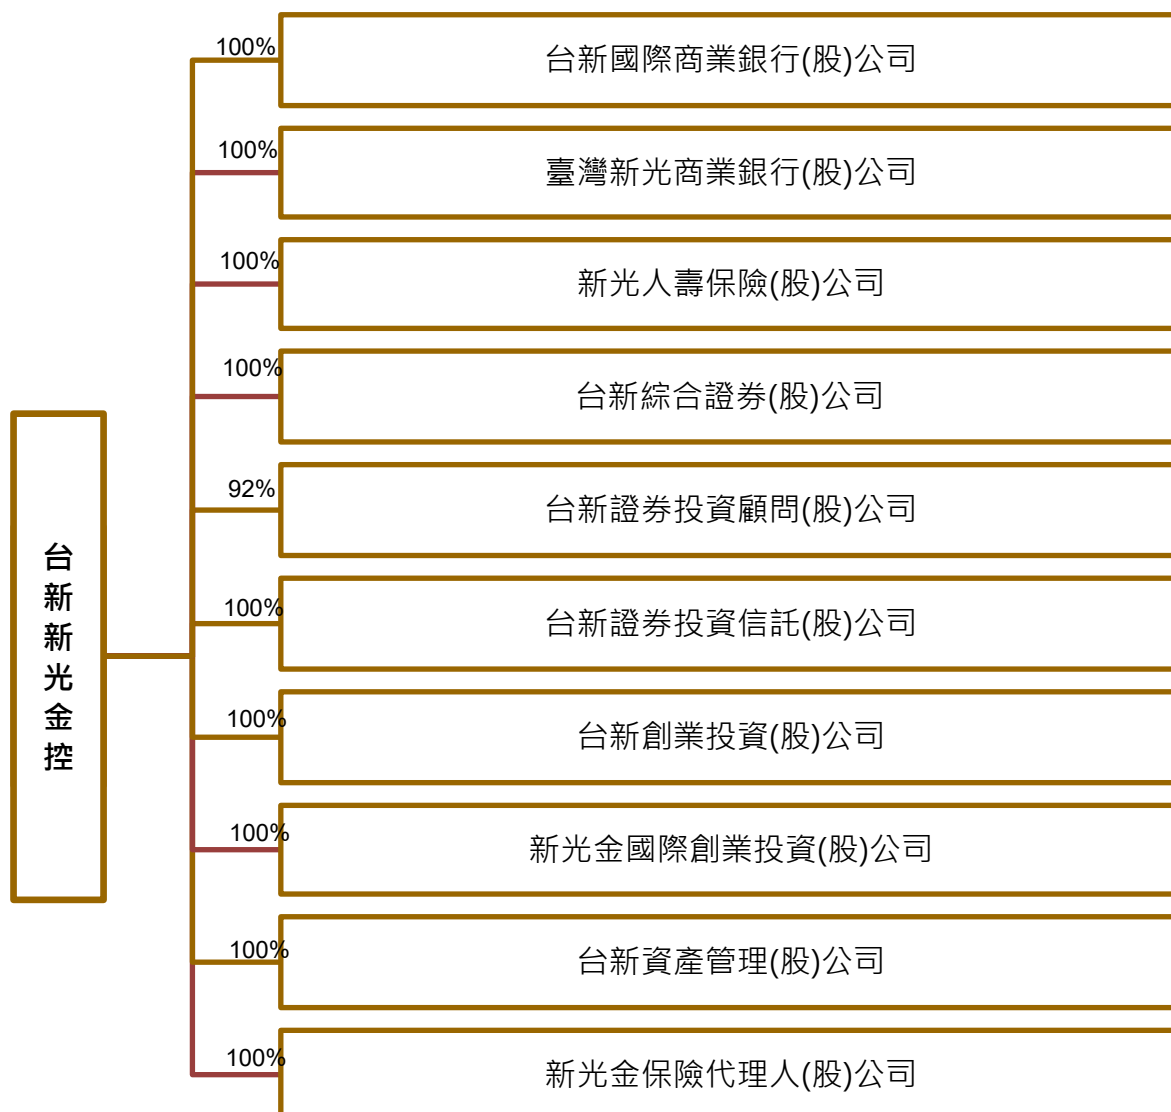 100%
台新國際商業銀行(股)公司
100%
臺灣新光商業銀行(股)公司
100%
新光人壽保險(股)公司
100%
台新綜合證券(股)公司
92%
台新證券投資顧問(股)公司
台新新光金控
100%
台新證券投資信託(股)公司
100%
台新創業投資(股)公司
100%
新光金國際創業投資(股)公司
100%
台新資產管理(股)公司
100%
新光金保險代理人(股)公司